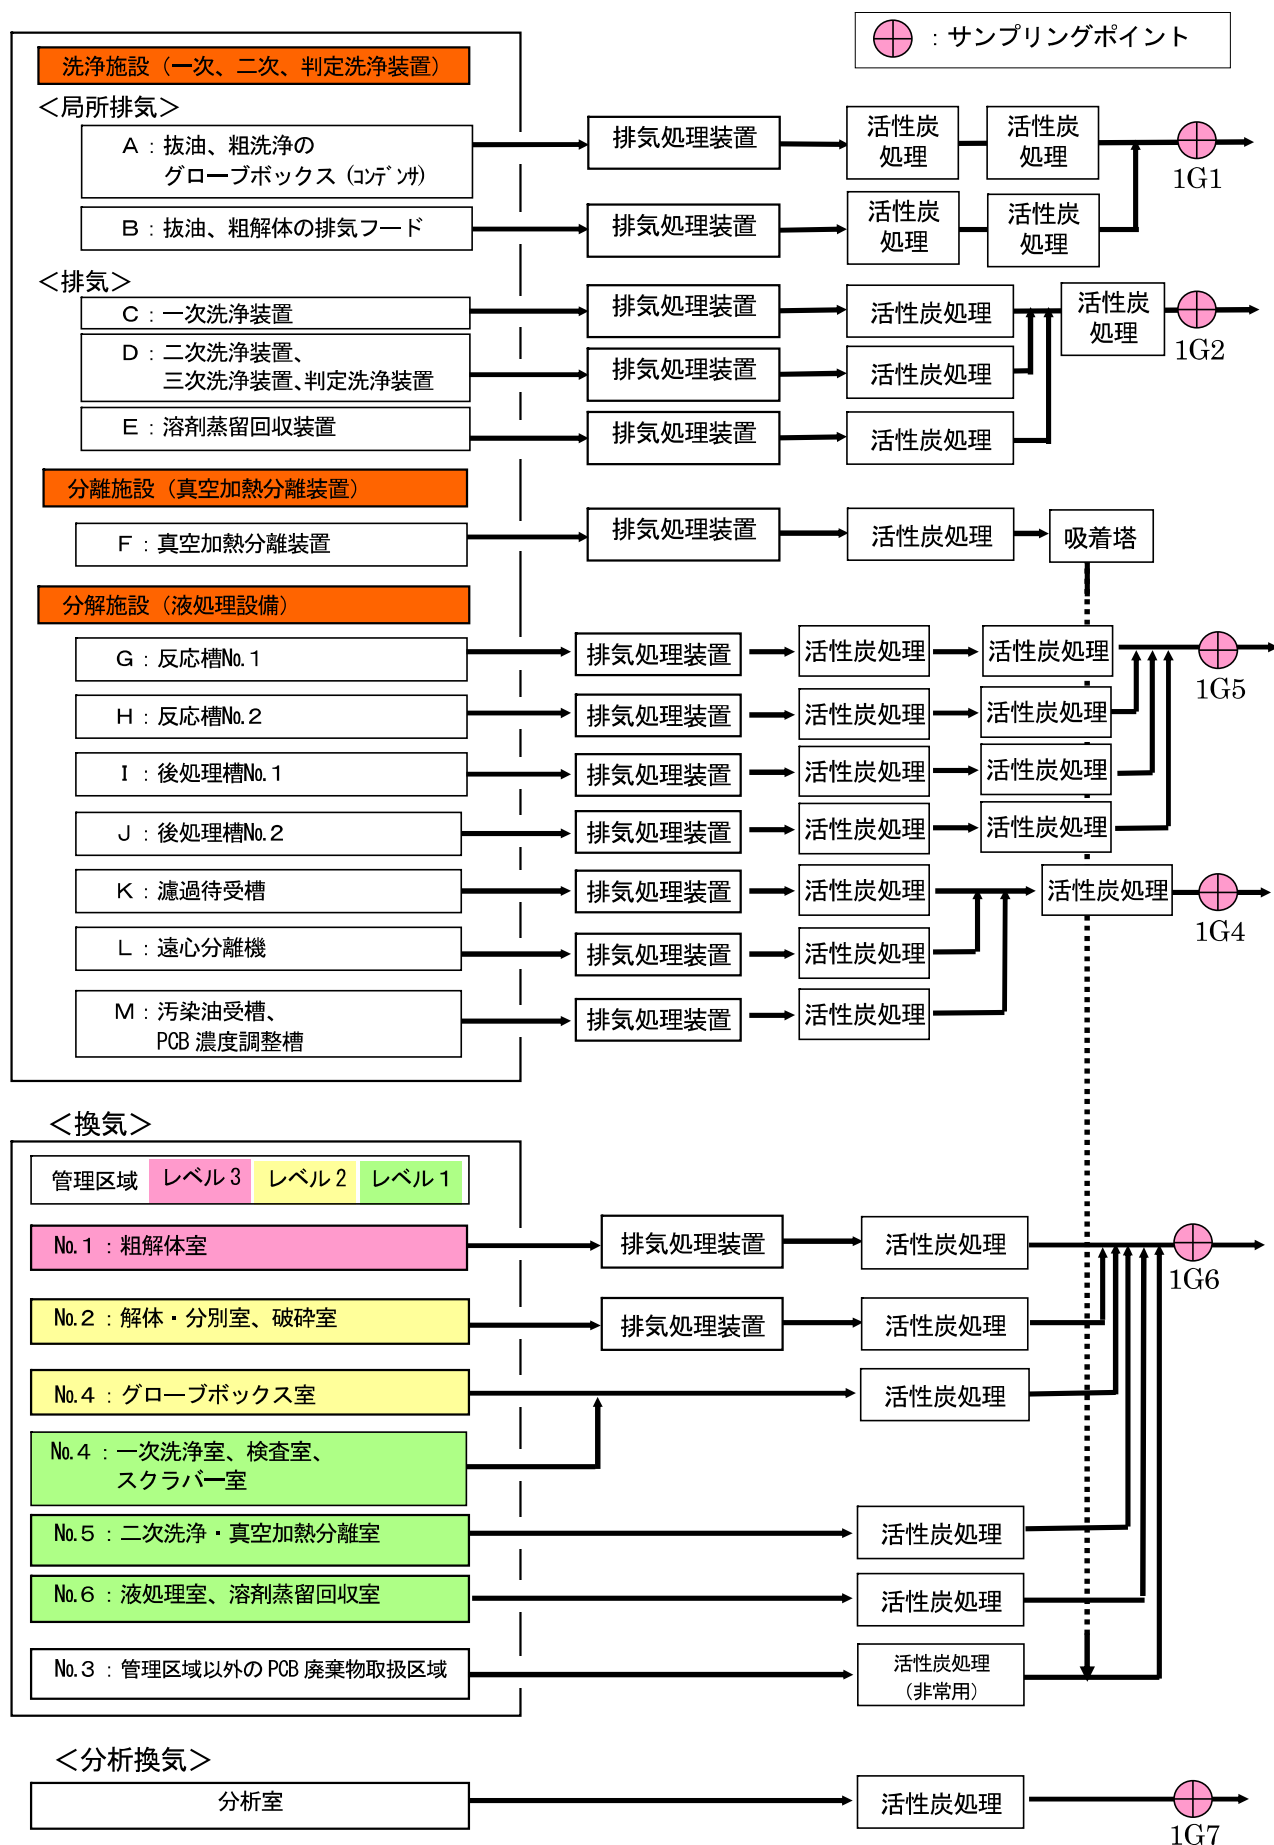 ：サンプリングポイント
洗浄施設（一次、二次、判定洗浄装置）
＜局所排気＞
Ａ：抜油、粗洗浄の
グローブボックス（ｺﾝﾃﾞﾝｻ）
排気処理装置
活性炭
処理
活性炭
処理
1G1
Ｂ：抜油、粗解体の排気フード
排気処理装置
活性炭
処理
活性炭
処理
＜排気＞
Ｃ：一次洗浄装置
排気処理装置
活性炭処理
活性炭
処理
1G2
Ｄ：二次洗浄装置、
三次洗浄装置、判定洗浄装置
排気処理装置
活性炭処理
Ｅ：溶剤蒸留回収装置
排気処理装置
活性炭処理
分離施設（真空加熱分離装置）
Ｆ：真空加熱分離装置
排気処理装置
活性炭処理
吸着塔
分解施設（液処理設備）
Ｇ：反応槽№1
排気処理装置
活性炭処理
活性炭処理
1G5
Ｈ：反応槽№2
排気処理装置
活性炭処理
活性炭処理
Ｉ：後処理槽№1
排気処理装置
活性炭処理
活性炭処理
Ｊ：後処理槽№2
排気処理装置
活性炭処理
活性炭処理
Ｋ：濾過待受槽
排気処理装置
活性炭処理
活性炭処理
1G4
Ｌ：遠心分離機
排気処理装置
活性炭処理
Ｍ：汚染油受槽、
PCB 濃度調整槽
排気処理装置
活性炭処理
＜換気＞
管理区域 レベル３ レベル２ レベル１
№１：粗解体室
排気処理装置
活性炭処理
1G6
№２：解体・分別室、破砕室
排気処理装置
活性炭処理
№４：グローブボックス室
活性炭処理
№４：一次洗浄室、検査室、
スクラバー室
№５：二次洗浄・真空加熱分離室
活性炭処理
№６：液処理室、溶剤蒸留回収室
活性炭処理
№３：管理区域以外の PCB 廃棄物取扱区域
活性炭処理
（非常用）
＜分析換気＞
分析室
活性炭処理
1G7